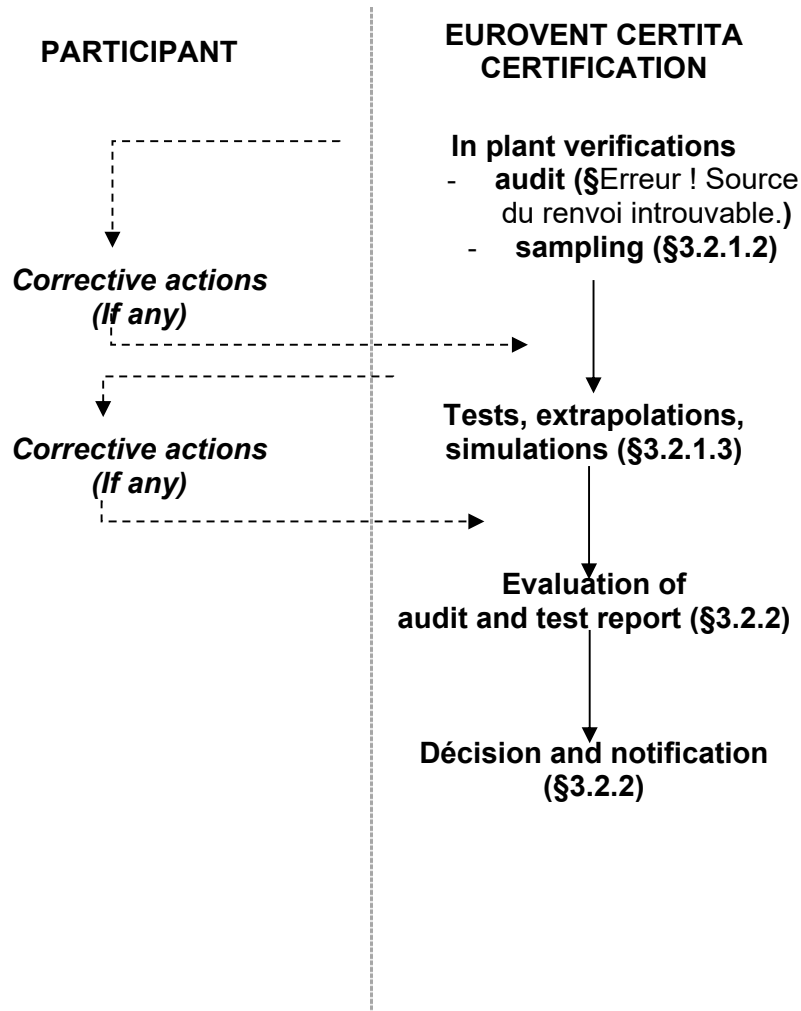 PARTICIPANT
EUROVENT CERTITA
CERTIFICATION
In plant verifications
- audit (§Erreur ! Source
du renvoi introuvable.)
- sampling (§3.2.1.2)
Corrective actions
(If any)
Tests, extrapolations,
simulations (§3.2.1.3)
Corrective actions
(If any)
Evaluation of
audit and test report (§3.2.2)
Décision and notification
(§3.2.2)